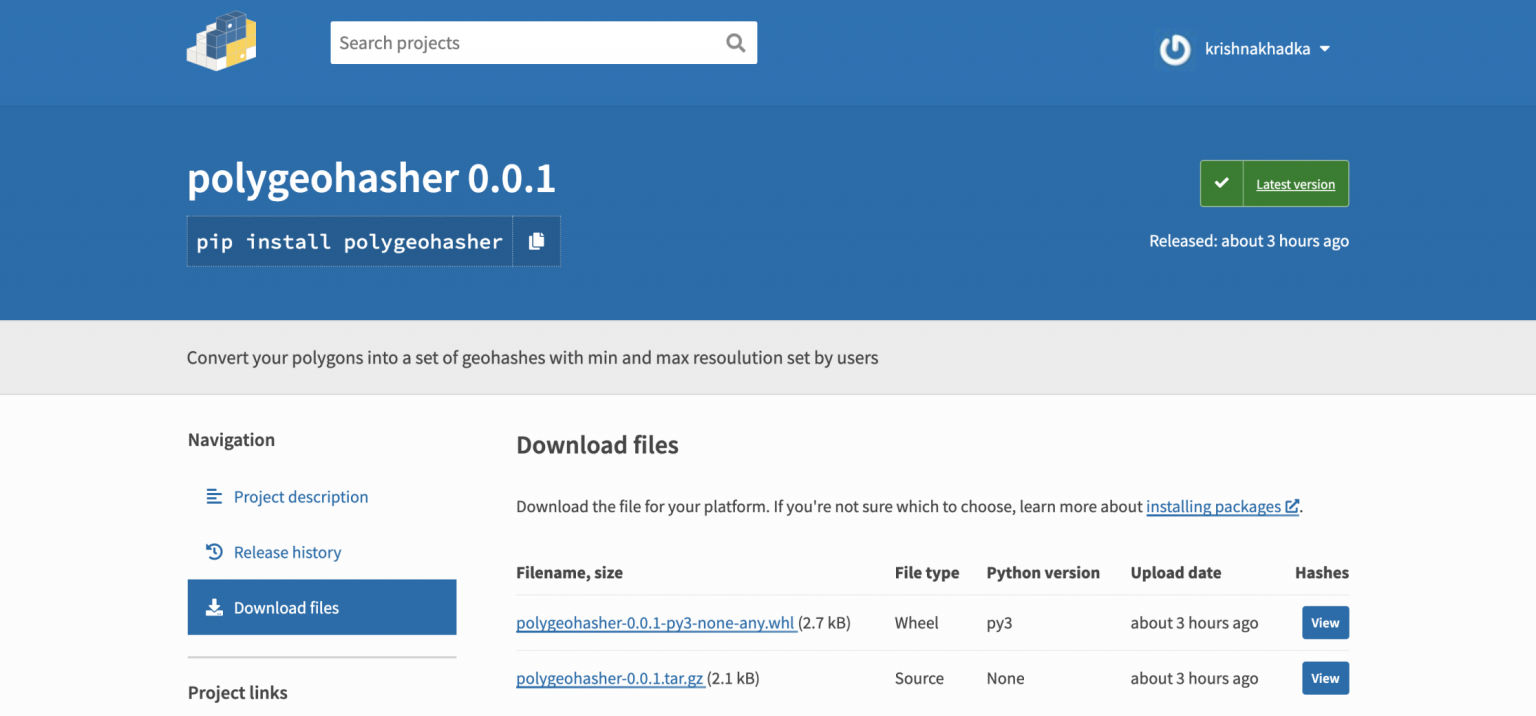 Search projects
krishnakhadka
polygeohasher 0.0.1
pip install polygeohasher
Latest version
Released: about 3 hours ago
Convert your polygons into a set of geohashes with min and max resoulution set by users
Navigation
Project description
Release history
Download files
Project links
Download files
Download the file for your platform. If you're not sure which to choose, learn more about installing packages.
Filename, size File type Python version Upload date Hashes
polygeohasher-0.0.1-py3-none-any.whl (2.7 kB) Wheel py3 about 3 hours ago View
polygeohasher-0.0.1.tar.gz (2.1 kB) Source None about 3 hours ago View